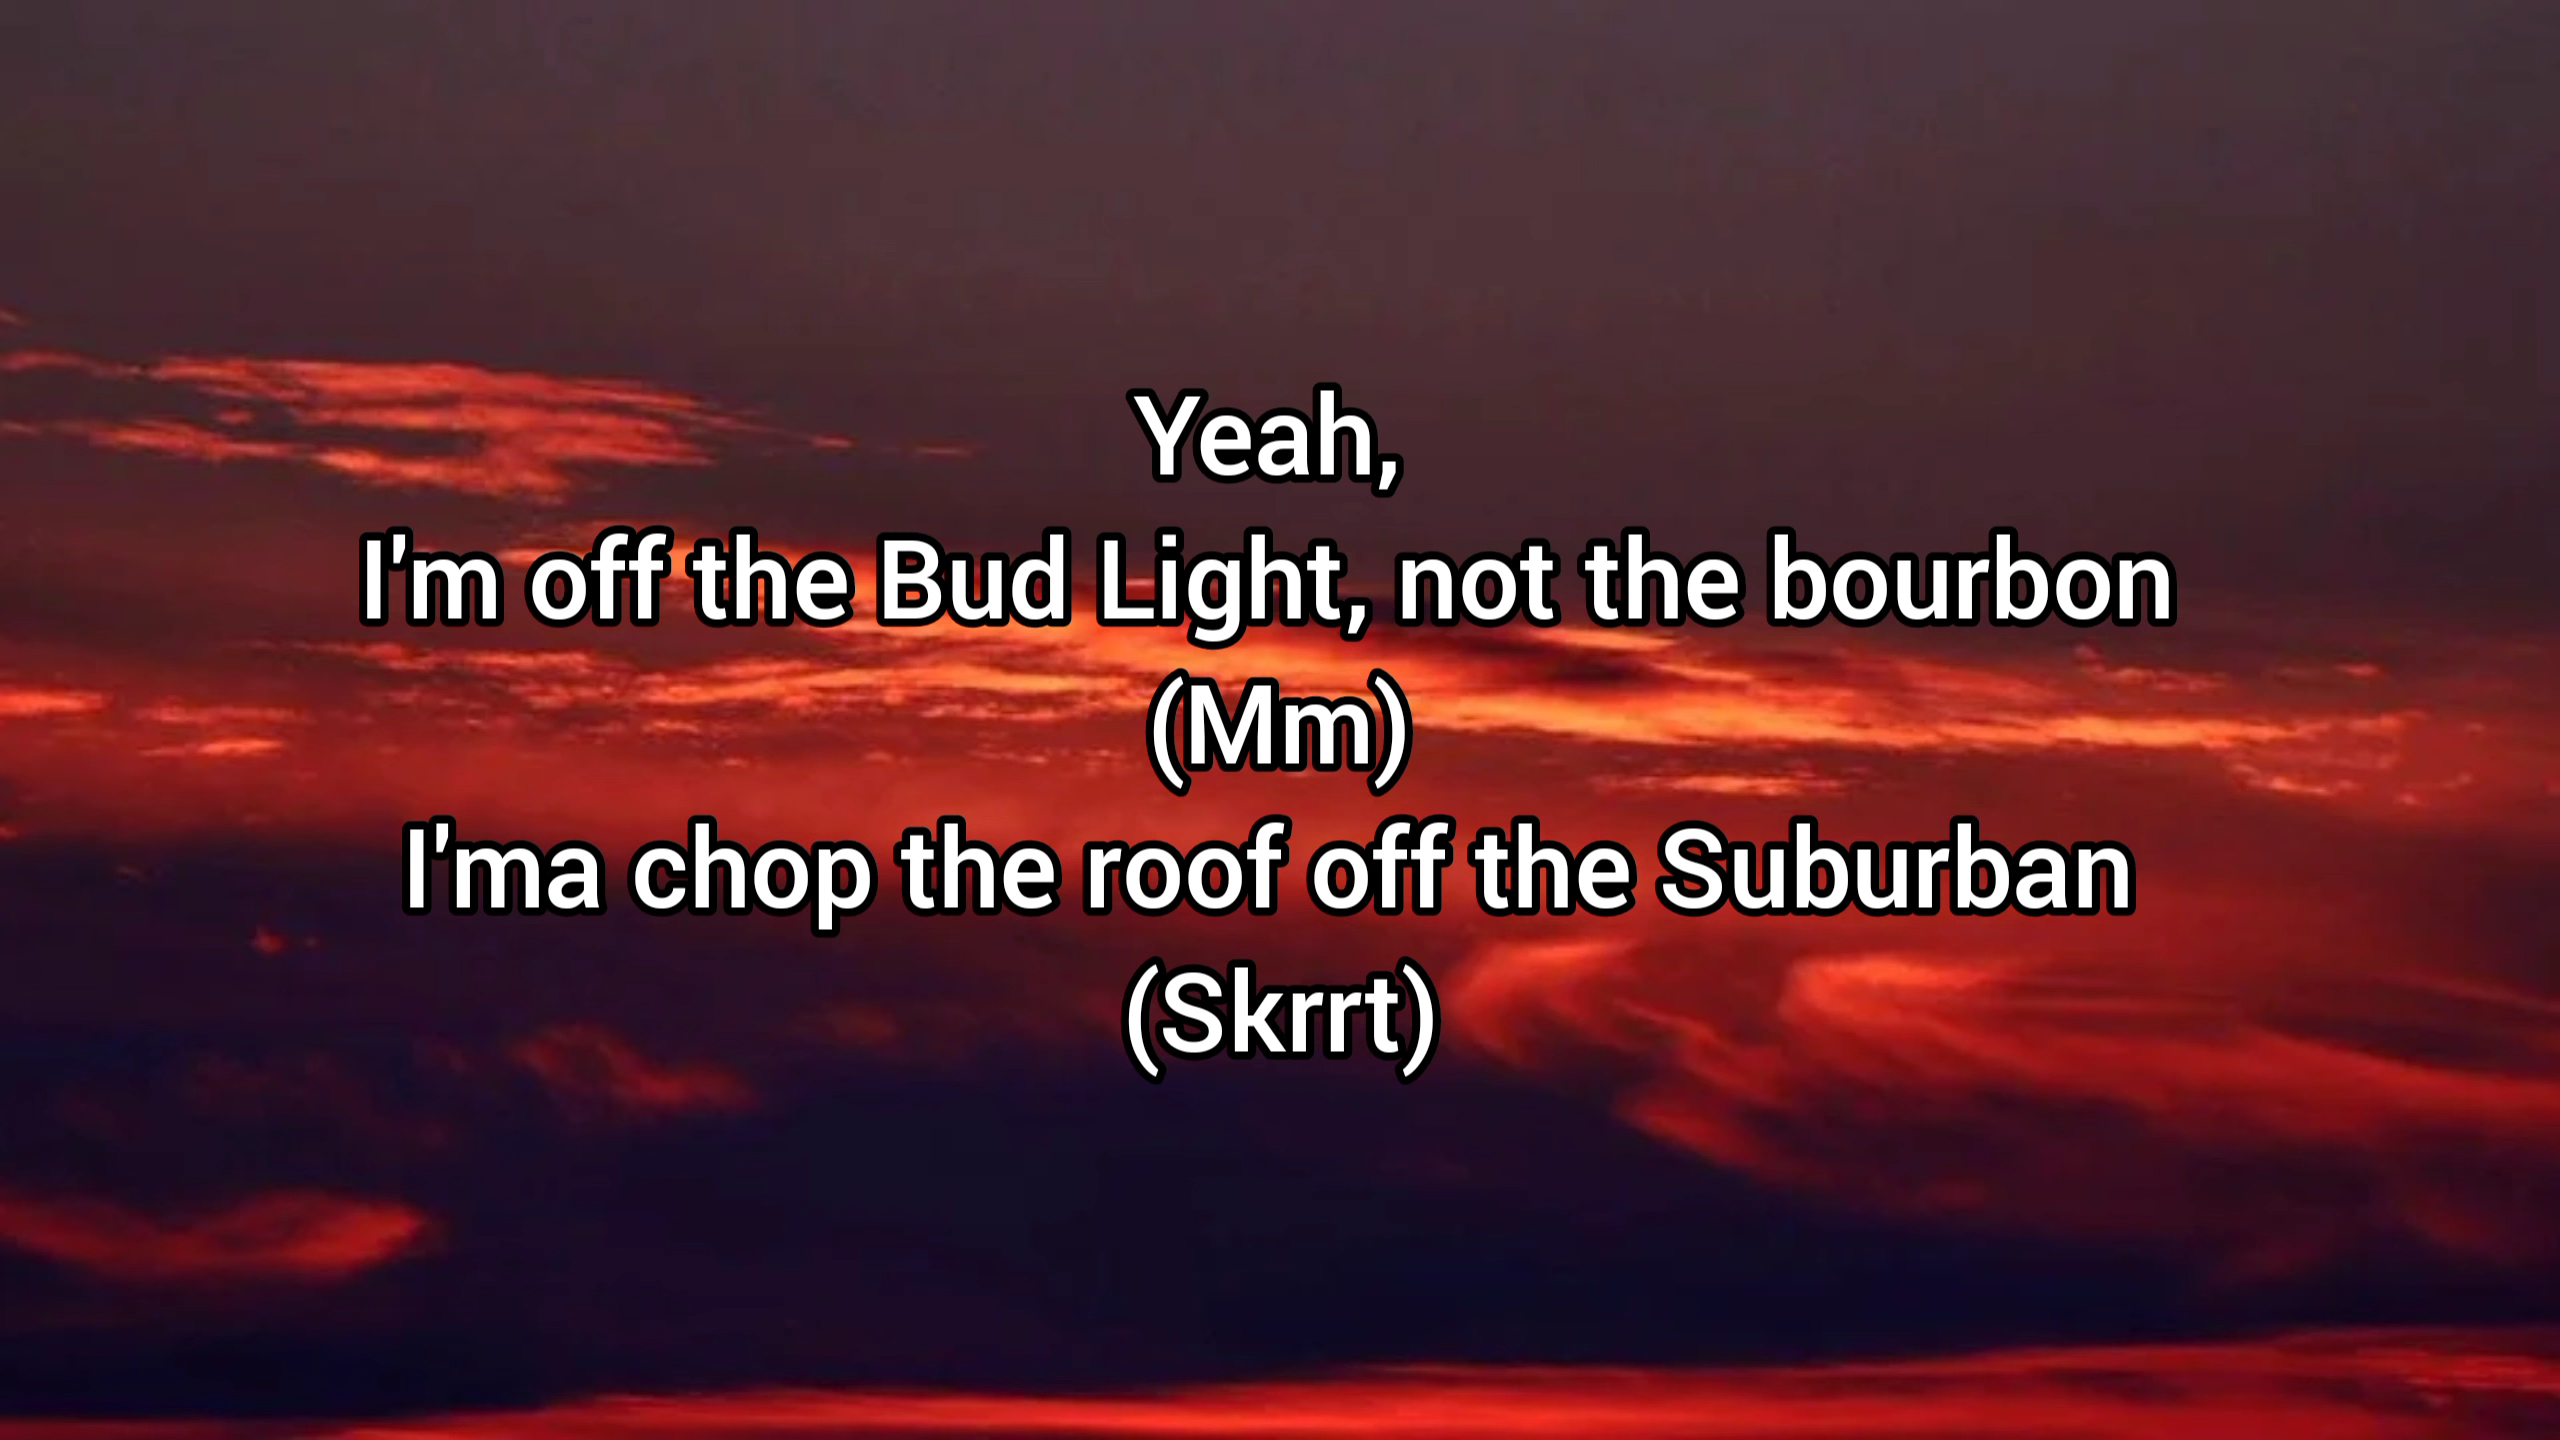 Yeah,
I'm off the Bud Light, not the bourbon
(Mm)
I'ma chop the roof off the Suburban
(Skrrt)